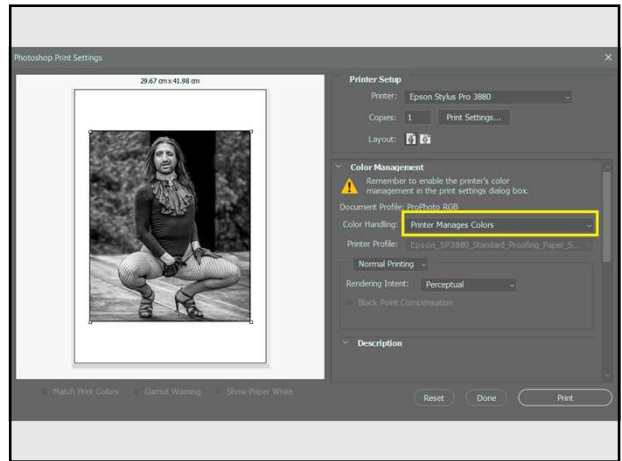 Photoshop Print Settings
29.67 cm x 41.98 cm
Printer Setup
Printer: Epson Stylus Pro 3880
Copies: 1 Print Settings...
Layout:
Color Management
Remember to enable the printer's color
management in the print settings dialog box.
Document Profile: ProPhoto RGB
Color Handling: Printer Manages Colors
Printer Profile: Epson_SP3880_Standard_Proofing_Paper_S...
Normal Printing
Rendering Intent: Perceptual
Black Point Compensation
Description
Match Print Colors Gamut Warning Show Paper White
Reset Done Print